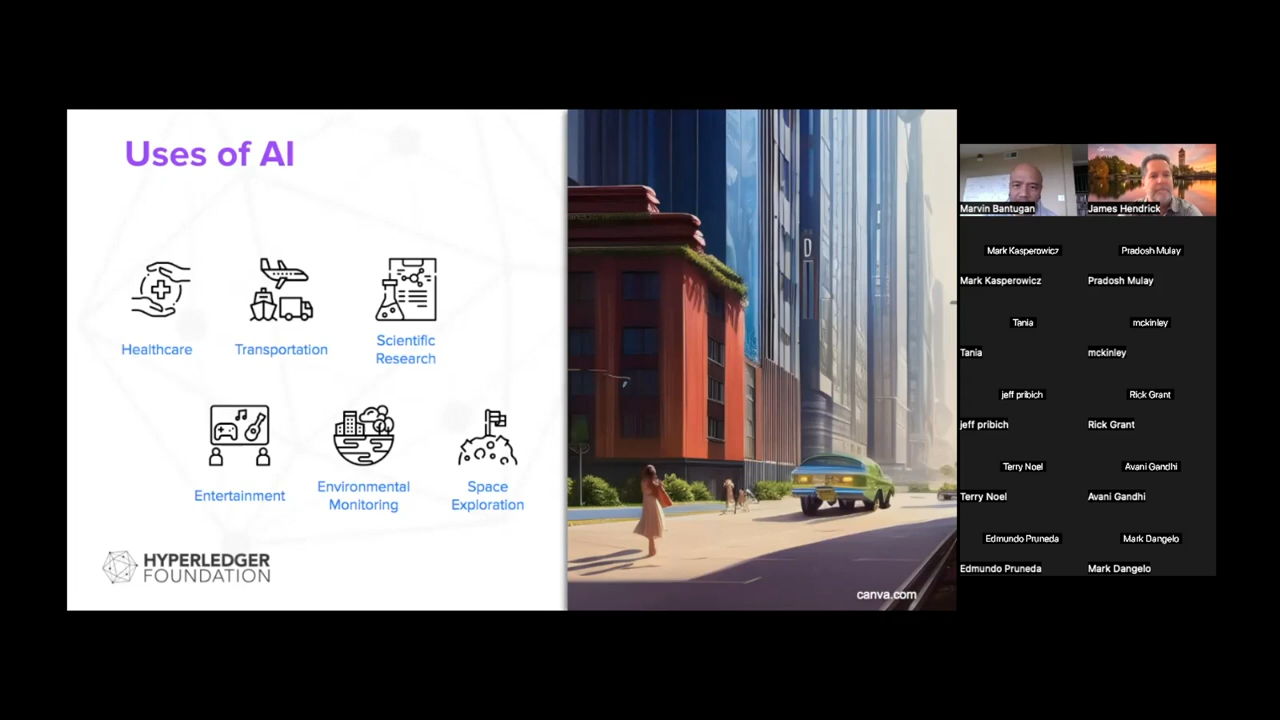 Uses of AI
Healthcare
Transportation
Scientific
Research
Entertainment
Environmental
Monitoring
Space
Exploration
HYPERLEDGER
FOUNDATION
canva.com
Marvin Bantugan
James Hendrick
Mark Kasperowicz
Pradosh Mulay
Mark Kasperowicz
Pradosh Mulay
Tania
mckinley
Tania
mckinley
jeff pribich
Rick Grant
jeff pribich
Rick Grant
Terry Noel
Avani Gandhi
Terry Noel
Avani Gandhi
Edmundo Pruneda
Mark Dangelo
Edmundo Pruneda
Mark Dangelo